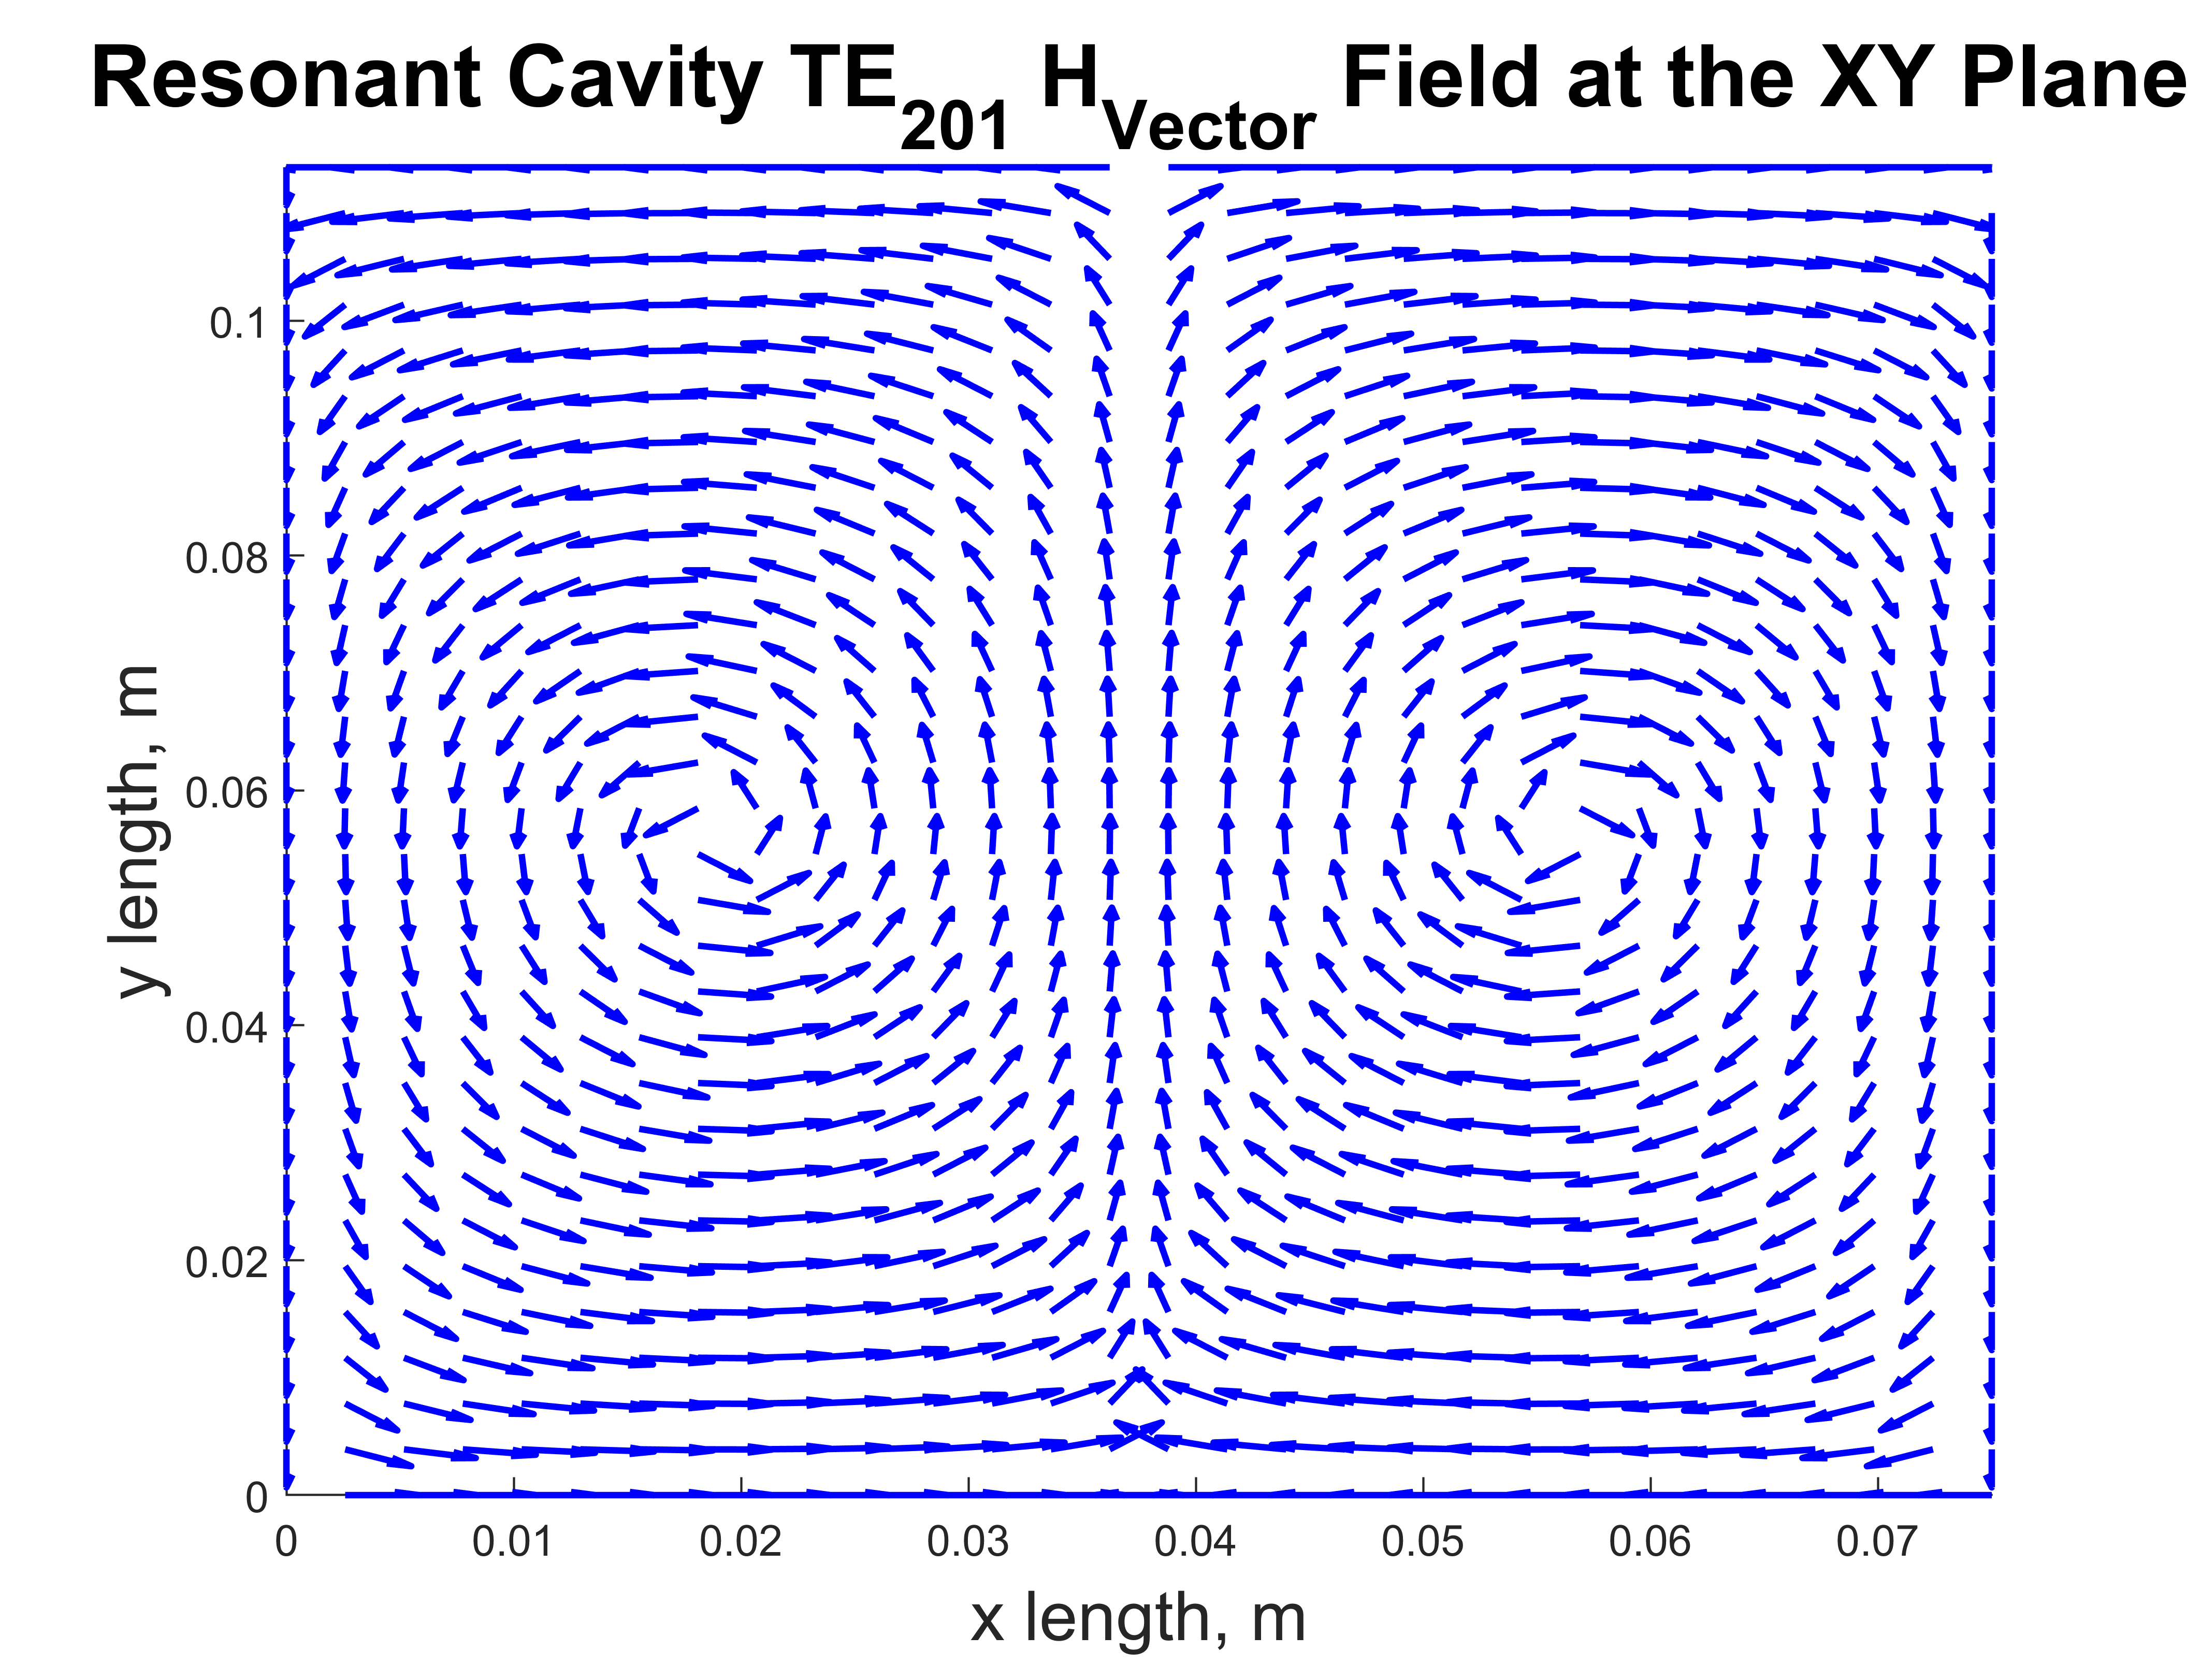 Resonant Cavity TE201 HVector Field at the XY Plane
0.1
0.08
0.06
0.04
0.02
0
y length, m
0 0.01 0.02 0.03 0.04 0.05 0.06 0.07
x length, m